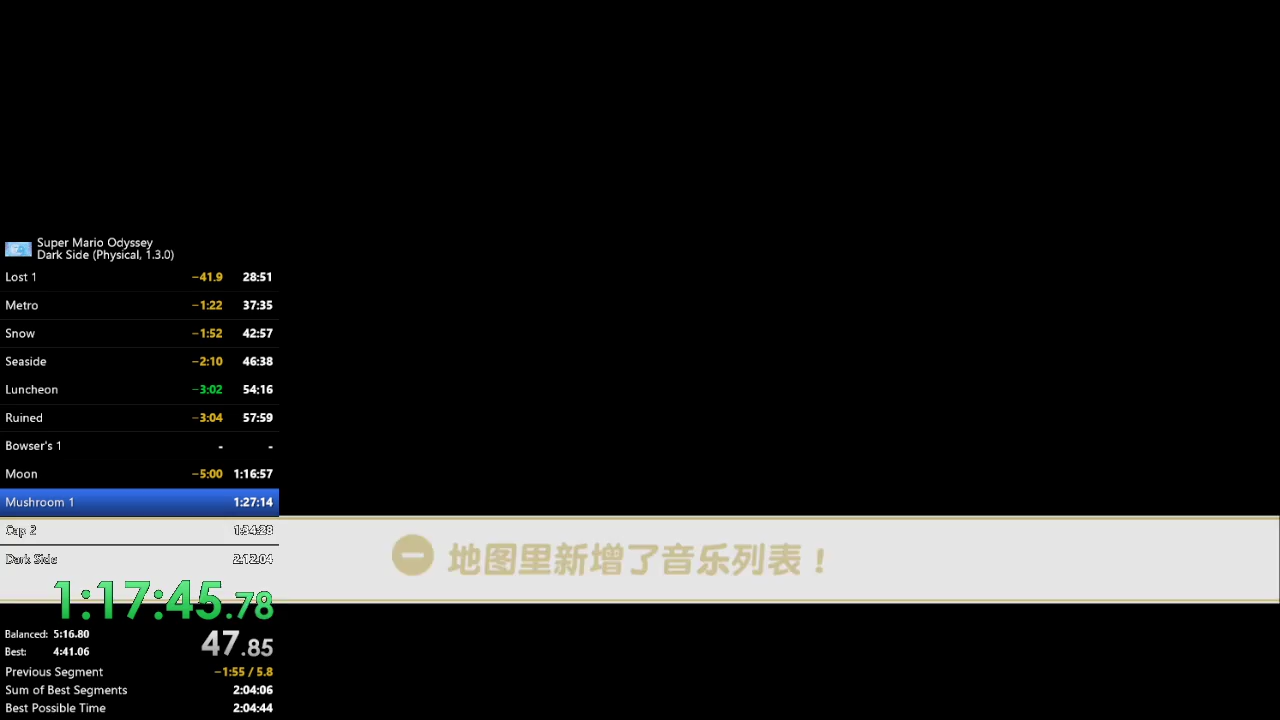 Super Mario Odyssey
Dark Side (Physical, 1.3.0)
Lost 1 −41.9 28:51
Metro −1:22 37:35
Snow −1:52 42:57
Seaside −2:10 46:38
Luncheon −3:02 54:16
Ruined −3:04 57:59
Bowser's 1 - -
Moon −5:00 1:16:57
Mushroom 1 1:27:14
Cap 2 1:34:28
Dark Side 2:12:04
地图里新增了音乐列表！
1:17:45.78
Balanced: 5:16.80
47.85
Best: 4:41.06
Previous Segment −1:55 / 5.8
Sum of Best Segments 2:04:06
Best Possible Time 2:04:44